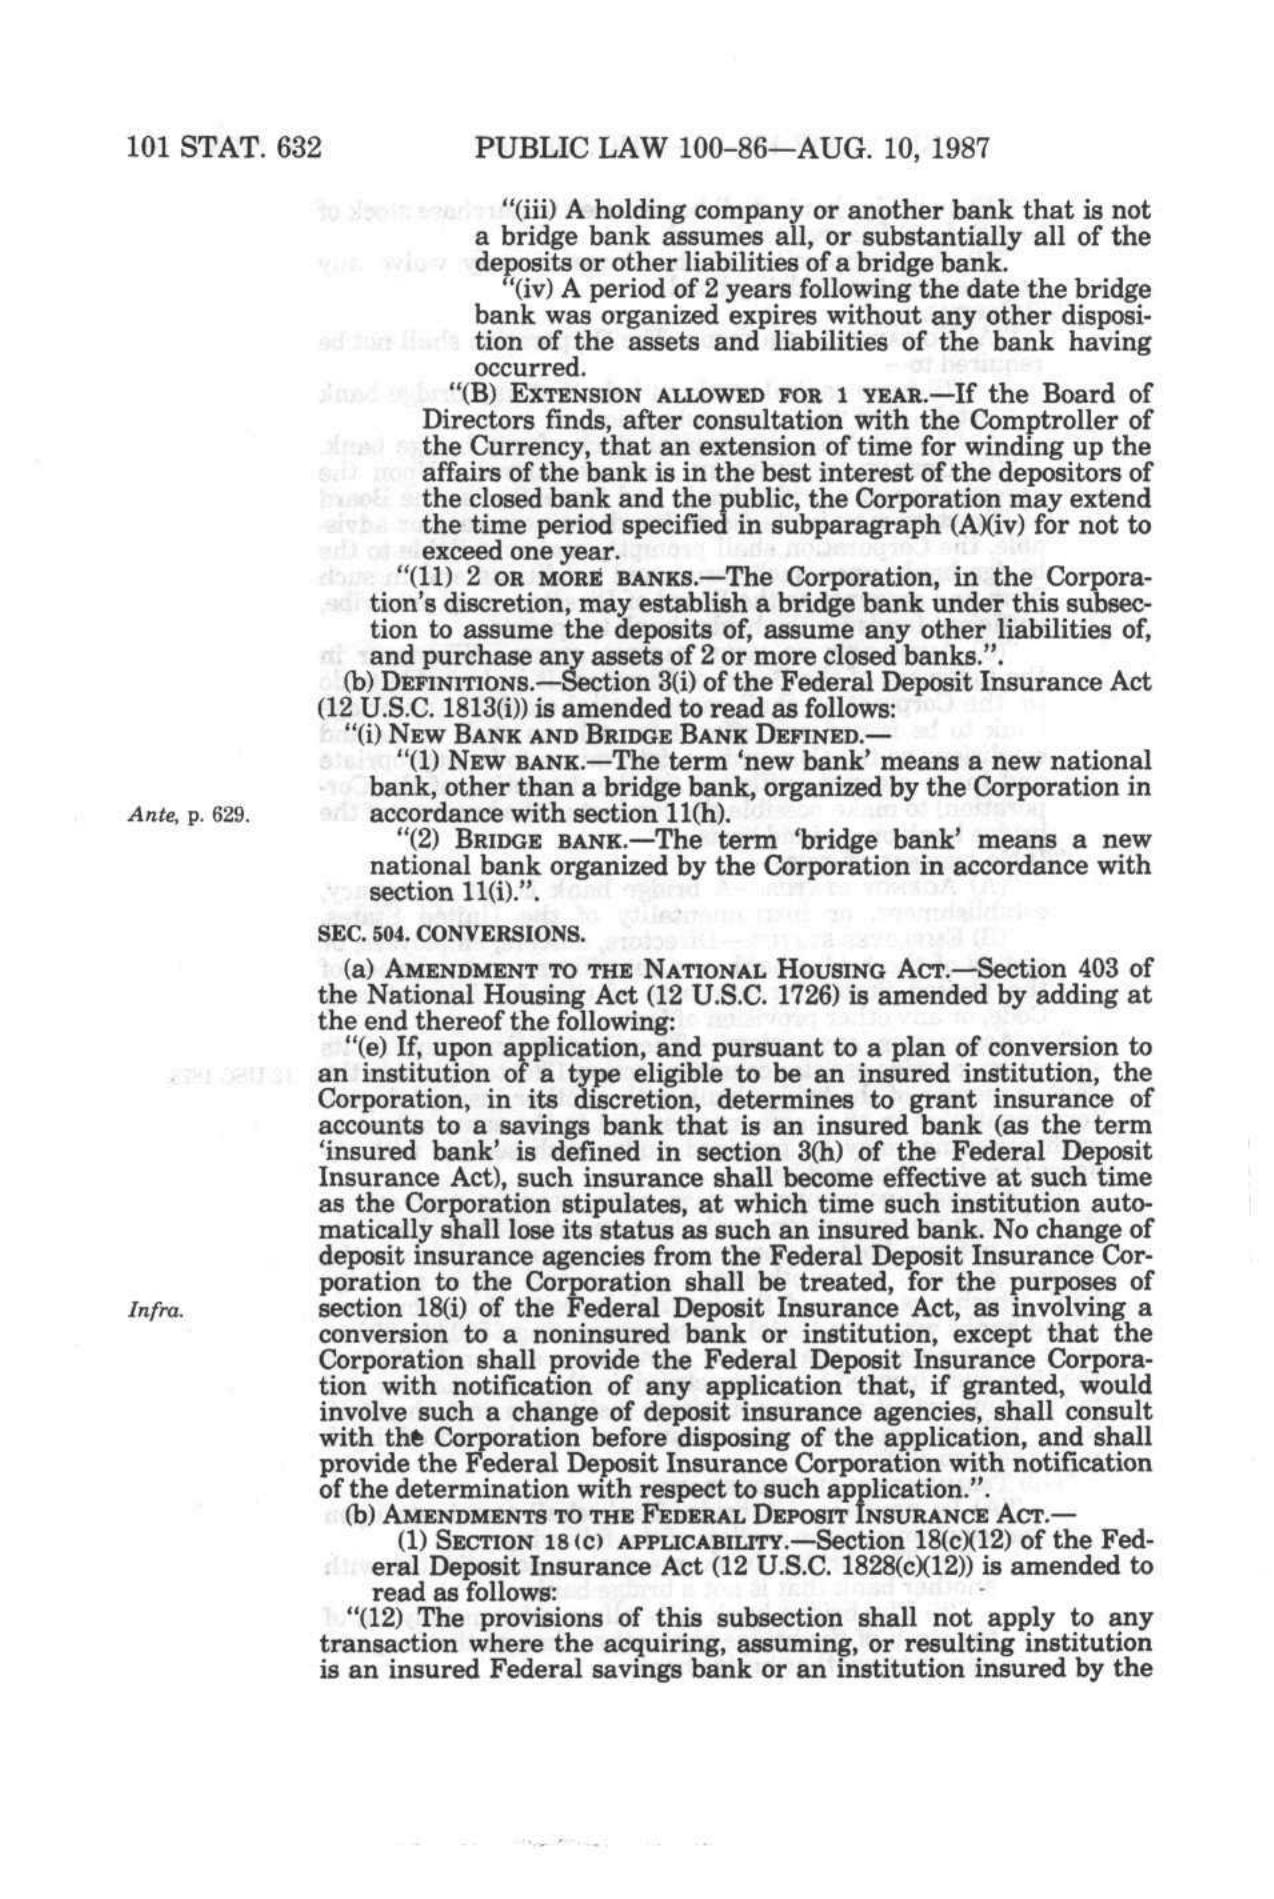 101 STAT. 632 PUBLIC LAW 100-86—AUG. 10, 1987
"(iii) A holding company or another bank that is not
a bridge bank assumes all, or substantially all of the
deposits or other liabilities of a bridge bank.
"(iv) A period of 2 years following the date the bridge
bank was organized expires without any other disposi-
tion of the assets and liabilities of the bank having
occurred.
"(B) EXTENSION ALLOWED FOR 1 YEAR.—If the Board of
Directors finds, after consultation with the Comptroller of
the Currency, that an extension of time for winding up the
affairs of the bank is in the best interest of the depositors of
the closed bank and the public, the Corporation may extend
the time period specified in subparagraph (A)(iv) for not to
exceed one year.
"(11) 2 OR MORE BANKS.—The Corporation, in the Corpora-
tion's discretion, may establish a bridge bank under this subsec-
tion to assume the deposits of, assume any other liabilities of,
and purchase any assets of 2 or more closed banks.".
(b) DEFINITIONS.—Section 3(i) of the Federal Deposit Insurance Act
(12 U.S.C. 1813(i)) is amended to read as follows:
"(i) NEW BANK AND BRIDGE BANK DEFINED.—
"(1) NEW BANK.—The term 'new bank' means a new national
bank, other than a bridge bank, organized by the Corporation in
Ante, p. 629. accordance with section 11(h).
"(2) BRIDGE BANK.—The term 'bridge bank' means a new
national bank organized by the Corporation in accordance with
section 11(i).".
SEC. 504. CONVERSIONS.
(a) AMENDMENT TO THE NATIONAL HOUSING ACT.—Section 403 of
the National Housing Act (12 U.S.C. 1726) is amended by adding at
the end thereof the following:
"(e) If, upon application, and pursuant to a plan of conversion to
an institution of a type eligible to be an insured institution, the
Corporation, in its discretion, determines to grant insurance of
accounts to a savings bank that is an insured bank (as the term
'insured bank' is defined in section 3(h) of the Federal Deposit
Insurance Act), such insurance shall become effective at such time
as the Corporation stipulates, at which time such institution auto-
matically shall lose its status as such an insured bank. No change of
deposit insurance agencies from the Federal Deposit Insurance Cor-
poration to the Corporation shall be treated, for the purposes of
Infra. section 18(i) of the Federal Deposit Insurance Act, as involving a
conversion to a noninsured bank or institution, except that the
Corporation shall provide the Federal Deposit Insurance Corpora-
tion with notification of any application that, if granted, would
involve such a change of deposit insurance agencies, shall consult
with the Corporation before disposing of the application, and shall
provide the Federal Deposit Insurance Corporation with notification
of the determination with respect to such application.".
(b) AMENDMENTS TO THE FEDERAL DEPOSIT INSURANCE ACT.—
(1) SECTION 18(C) APPLICABILITY.—Section 18(c)(12) of the Fed-
eral Deposit Insurance Act (12 U.S.C. 1828(c)(12)) is amended to
read as follows:
"(12) The provisions of this subsection shall not apply to any
transaction where the acquiring, assuming, or resulting institution
is an insured Federal savings bank or an institution insured by the